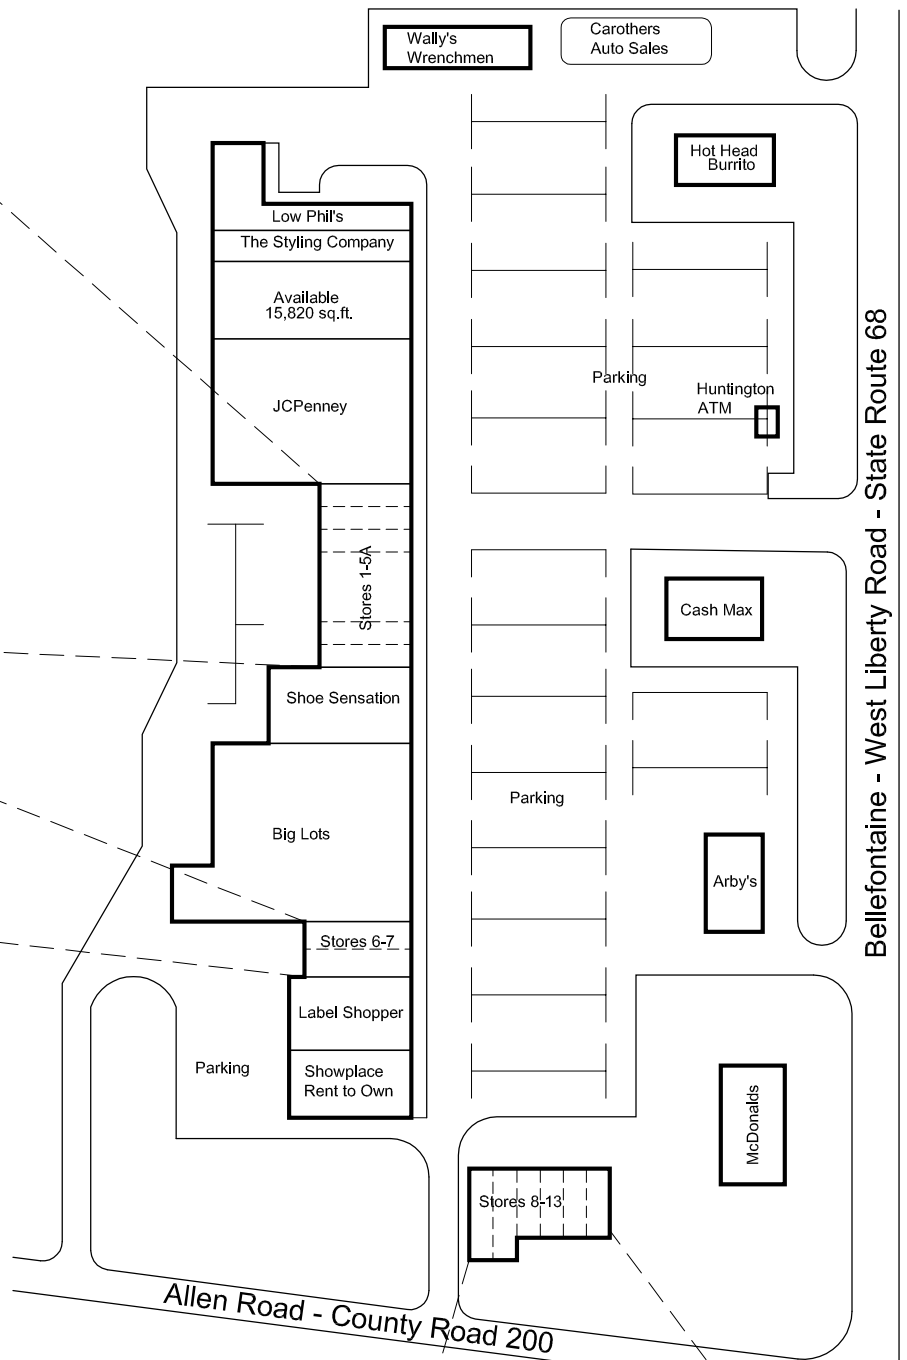 Wally's
Wrenchmen
Carothers
Auto Sales
Hot Head
Burrito
Low Phil's
The Styling Company
Available
15,820 sq.ft.
JCPenney
Parking
Huntington
ATM
Stores 1-5A
Cash Max
Shoe Sensation
Parking
Big Lots
Arby's
Stores 6-7
Label Shopper
Parking
Showplace
Rent to Own
McDonalds
Stores 8-13
Allen Road - County Road 200
Bellefontaine - West Liberty Road - State Route 68